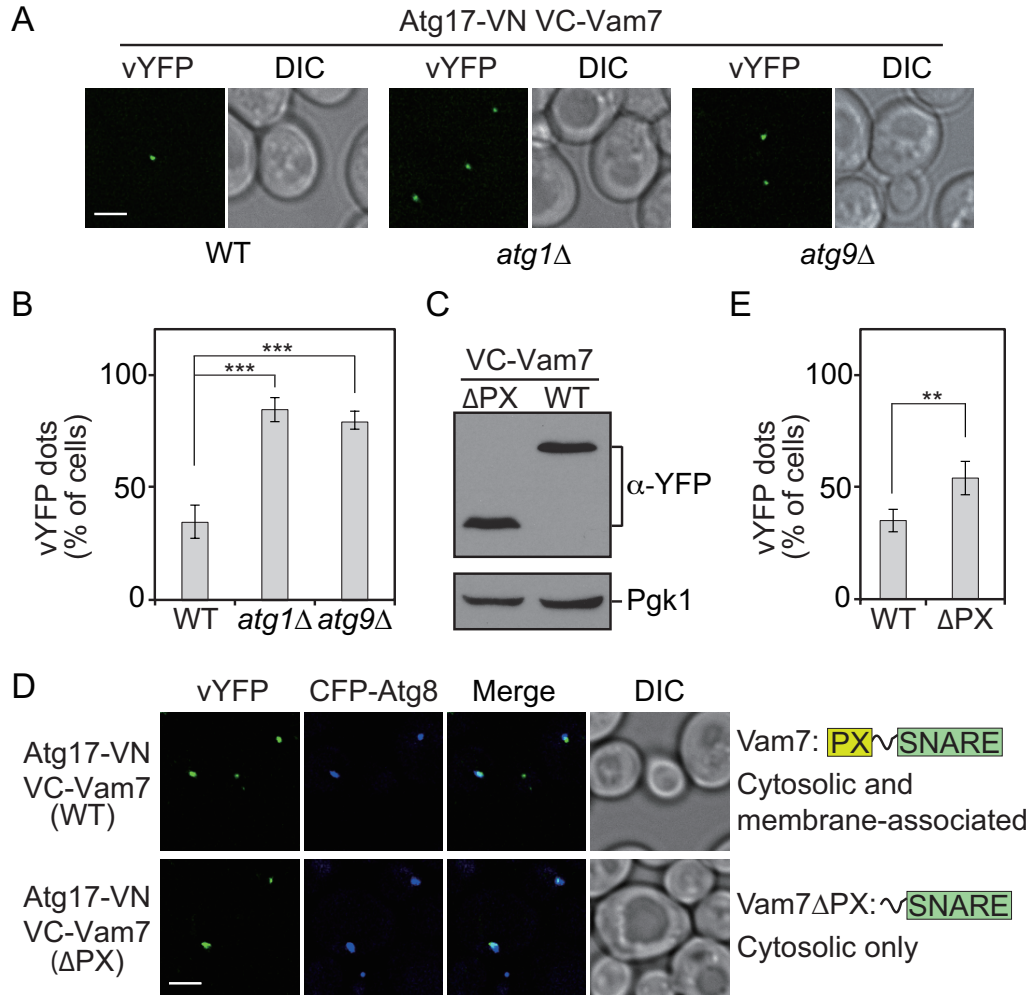 A
Atg17-VN VC-Vam7
vYFP DIC vYFP DIC vYFP DIC
WT atg1Δ atg9Δ
B
vYFP dots
(% of cells)
100
50
0
***
***
WT atg1Δ atg9Δ
C
VC-Vam7
ΔPX WT
α-YFP
Pgk1
E
vYFP dots
(% of cells)
100
50
0
**
WT ΔPX
D
vYFP CFP-Atg8 Merge DIC
Atg17-VN
VC-Vam7
(WT)
Vam7: PX SNARE
Cytosolic and
membrane-associated
Atg17-VN
VC-Vam7
(ΔPX)
Vam7ΔPX: SNARE
Cytosolic only